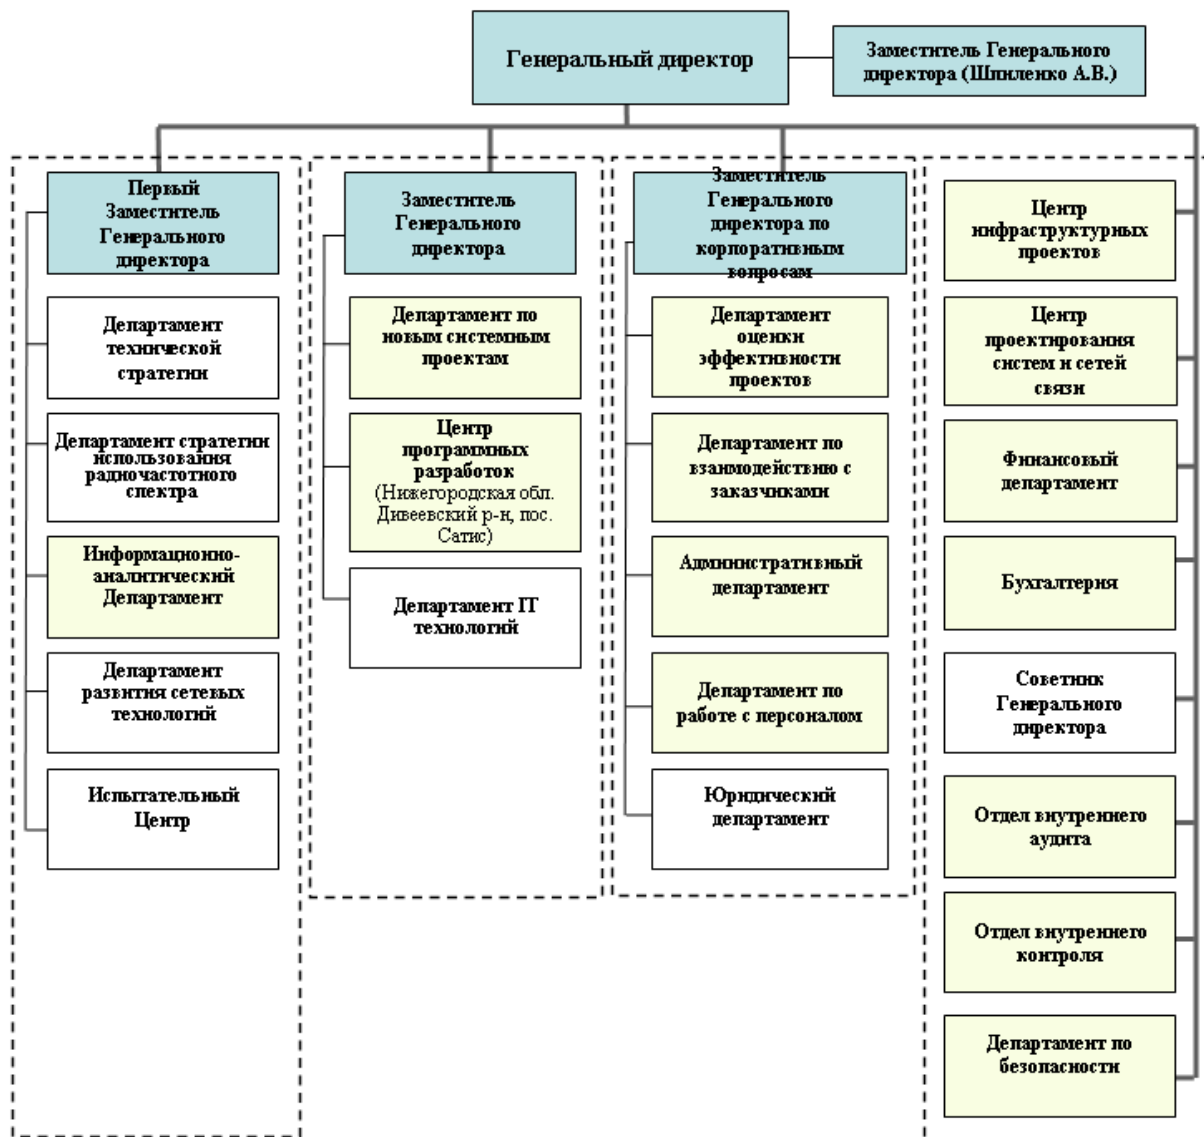 Генеральный директор
Заместитель Генерального
директора (Шпиленко А.В.)
Первый
Заместитель
Генерального
директора
Департамент
технической
стратегии
Департамент стратегии
использования
радиочастотного
спектра
Информационно-
аналитический
Департамент
Департамент
развития сетевых
технологий
Испытательный
Центр
Заместитель
Генерального
директора
Департамент по
новым системным
проектам
Центр
программных
разработок
(Нижегородская обл.
Дивеевский р-н, пос.
Сатис)
Департамент IT
технологий
Заместитель
Генерального
директора по
корпоративным
вопросам
Департамент
оценки
эффективности
проектов
Департамент по
взаимодействию с
заказчиками
Административный
департамент
Департамент по
работе с персоналом
Юридический
департамент
Центр
инфраструктурных
проектов
Центр
проектирования
систем и сетей
связи
Финансовый
департамент
Бухгалтерия
Советник
Генерального
директора
Отдел внутреннего
аудита
Отдел внутреннего
контроля
Департамент по
безопасности